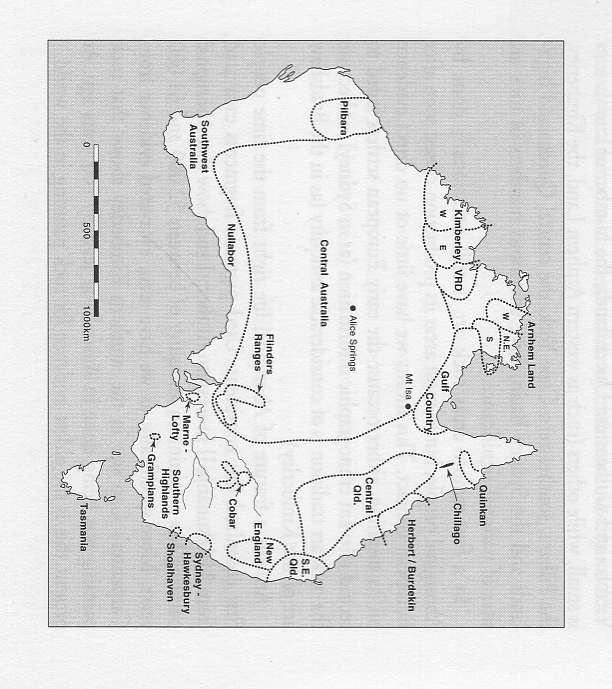 Arnhem Land
W
N.E.
S
Kimberley
W
E
VRD
Gulf
Country
Mt Isa
Quinkan
Chillago
Herbert / Burdekin
Pilbara
Central Australia
Alice Springs
Central
Qld.
S.E.
Qld
Southwest
Australia
Nullabor
Flinders
Ranges
Cobar
New
England
Marne -
Lofty
Southern
Highlands
Grampians
Sydney -
Hawkesbury
Shoalhaven
Tasmania
0
500
1000km